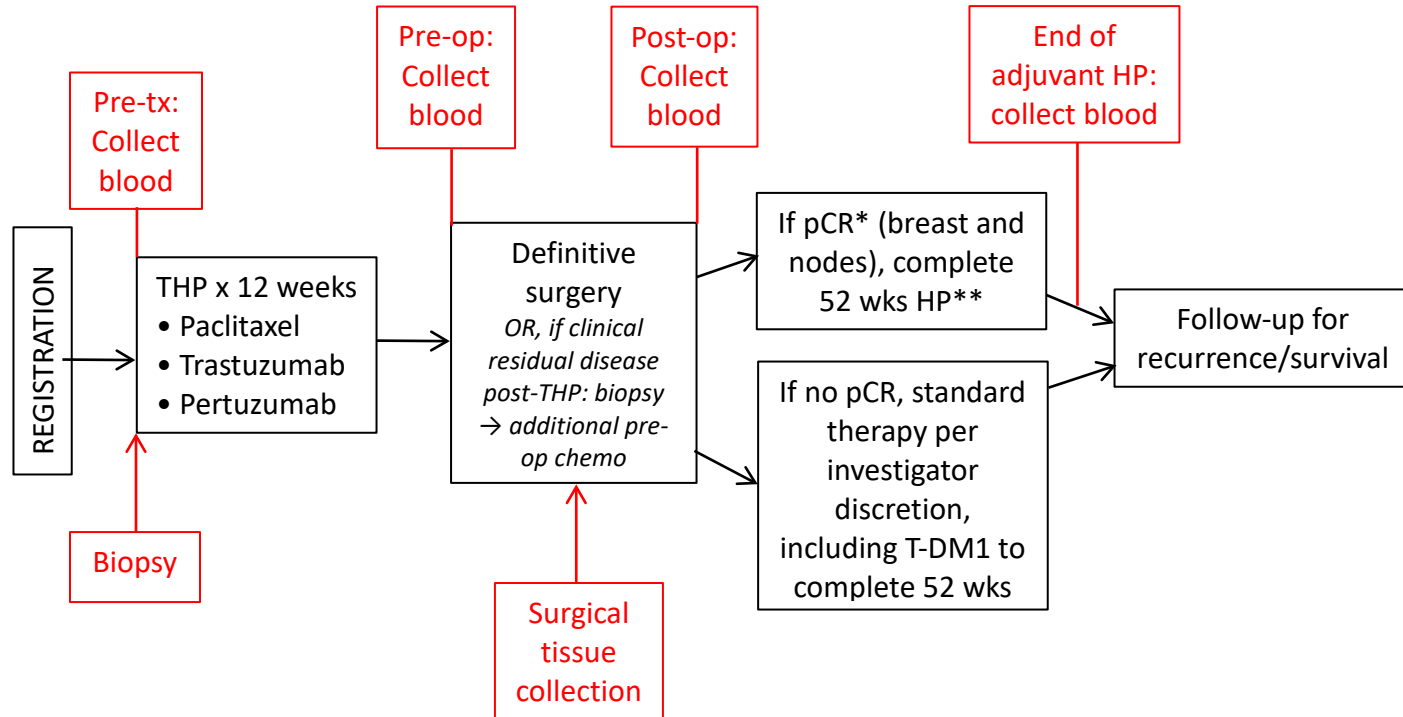 Pre-tx:
Collect
blood
Pre-op:
Collect
blood
Post-op:
Collect
blood
End of
adjuvant HP:
collect blood
REGISTRATION
THP x 12 weeks
• Paclitaxel
• Trastuzumab
• Pertuzumab
Biopsy
Definitive
surgery
OR, if clinical
residual disease
post-THP: biopsy
→ additional pre-
op chemo
Surgical
tissue
collection
If pCR* (breast and
nodes), complete
52 wks HP**
If no pCR, standard
therapy per
investigator
discretion,
including T-DM1 to
complete 52 wks
Follow-up for
recurrence/survival